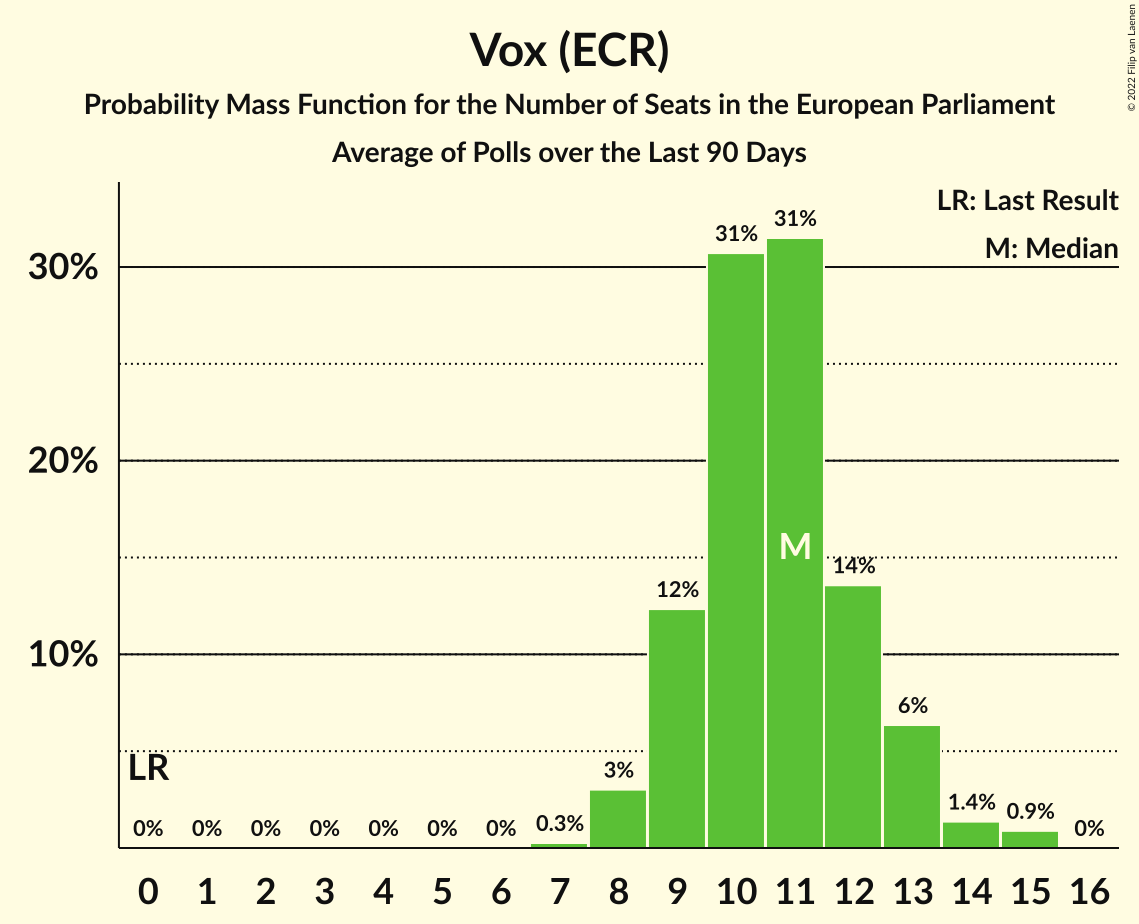 Vox (ECR)
Probability Mass Function for the Number of Seats in the European Parliament
Average of Polls over the Last 90 Days
© 2022 Filip van Laenen
LR: Last Result
M: Median
31% 31%
30%
20%
M
14%
12%
10%
6%
LR
3%
0% 0% 0% 0% 0% 0% 0% 0.3% 1.4% 0.9% 0%
0 1 2 3 4 5 6 7 8 9 10 11 12 13 14 15 16